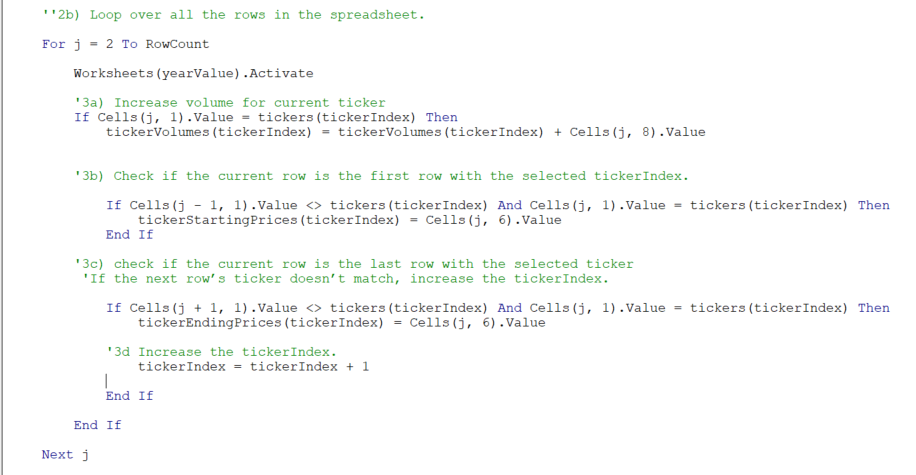 ''2b) Loop over all the rows in the spreadsheet.
For j = 2 To RowCount
Worksheets(yearValue).Activate
'3a) Increase volume for current ticker
If Cells(j, 1).Value = tickers(tickerIndex) Then
tickerVolumes(tickerIndex) = tickerVolumes(tickerIndex) + Cells(j, 8).Value
'3b) Check if the current row is the first row with the selected tickerIndex.
If Cells(j - 1, 1).Value <> tickers(tickerIndex) And Cells(j, 1).Value = tickers(tickerIndex) Then
tickerStartingPrices(tickerIndex) = Cells(j, 6).Value
End If
'3c) check if the current row is the last row with the selected ticker
'If the next row’s ticker doesn’t match, increase the tickerIndex.
If Cells(j + 1, 1).Value <> tickers(tickerIndex) And Cells(j, 1).Value = tickers(tickerIndex) Then
tickerEndingPrices(tickerIndex) = Cells(j, 6).Value
'3d Increase the tickerIndex.
tickerIndex = tickerIndex + 1
End If
End If
Next j